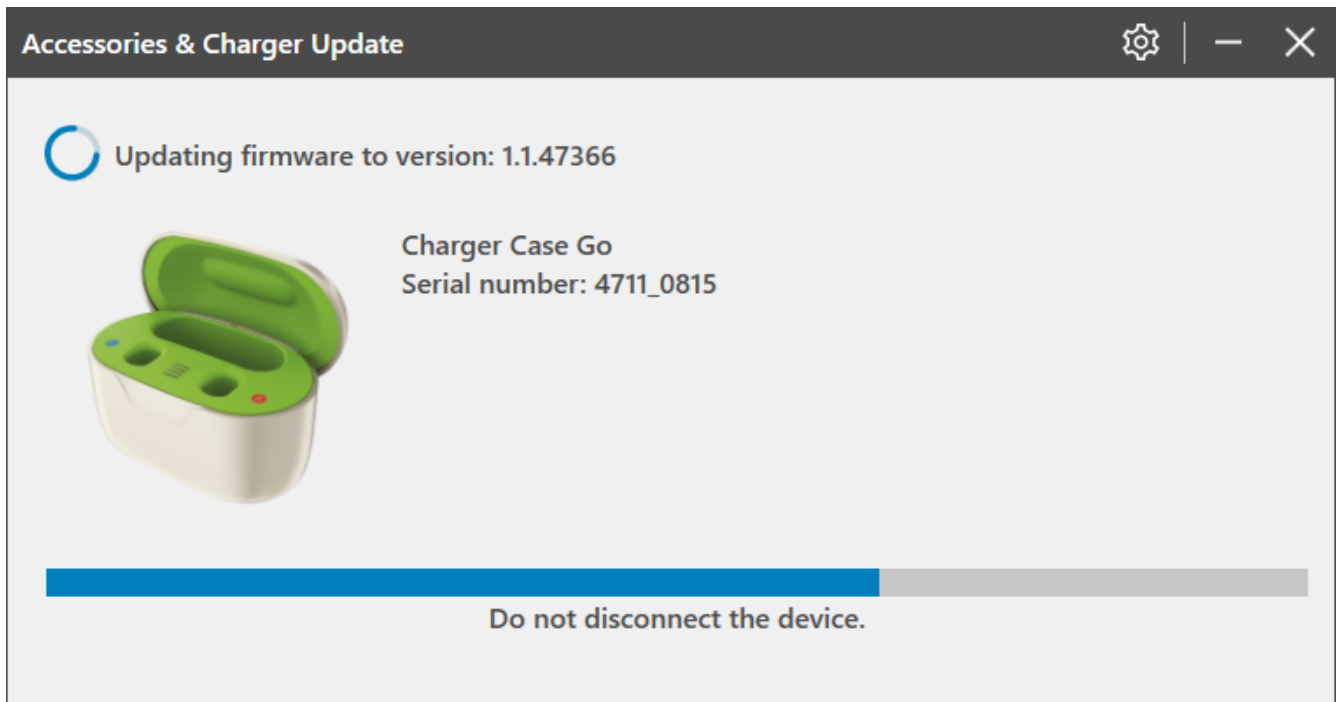 Accessories & Charger Update
Updating firmware to version: 1.1.47366
Charger Case Go
Serial number: 4711_0815
Do not disconnect the device.